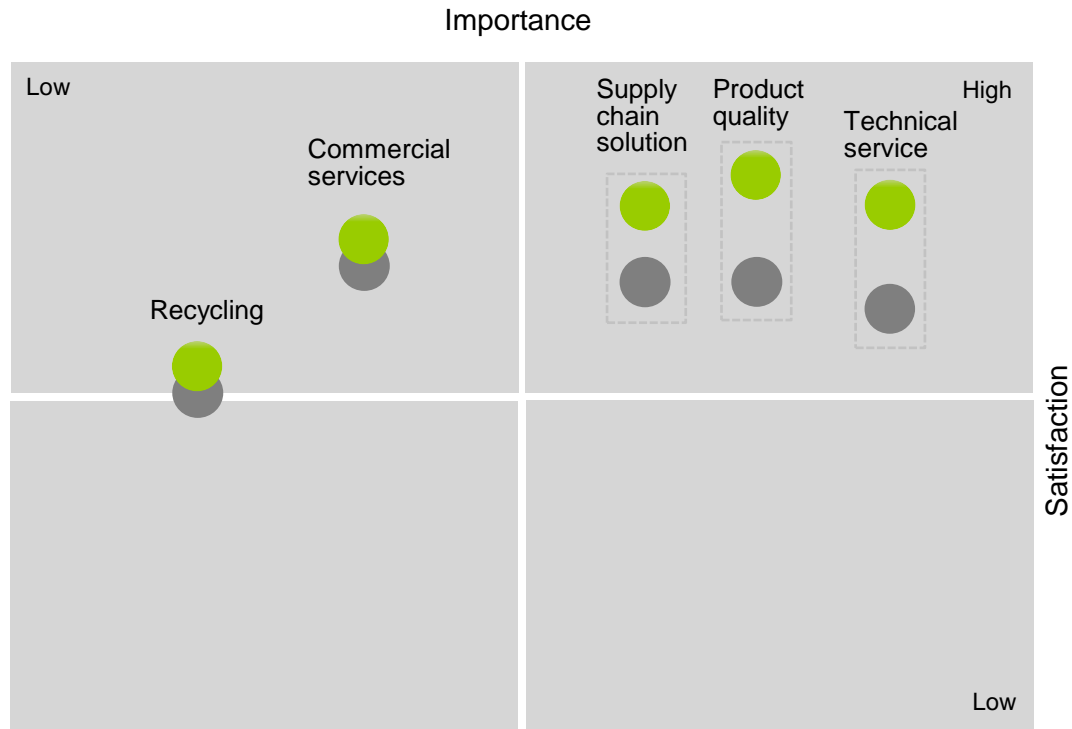 Importance
Low
High
Supply
chain
solution
Product
quality
Technical
service
Commercial
services
Recycling
Satisfaction
Low